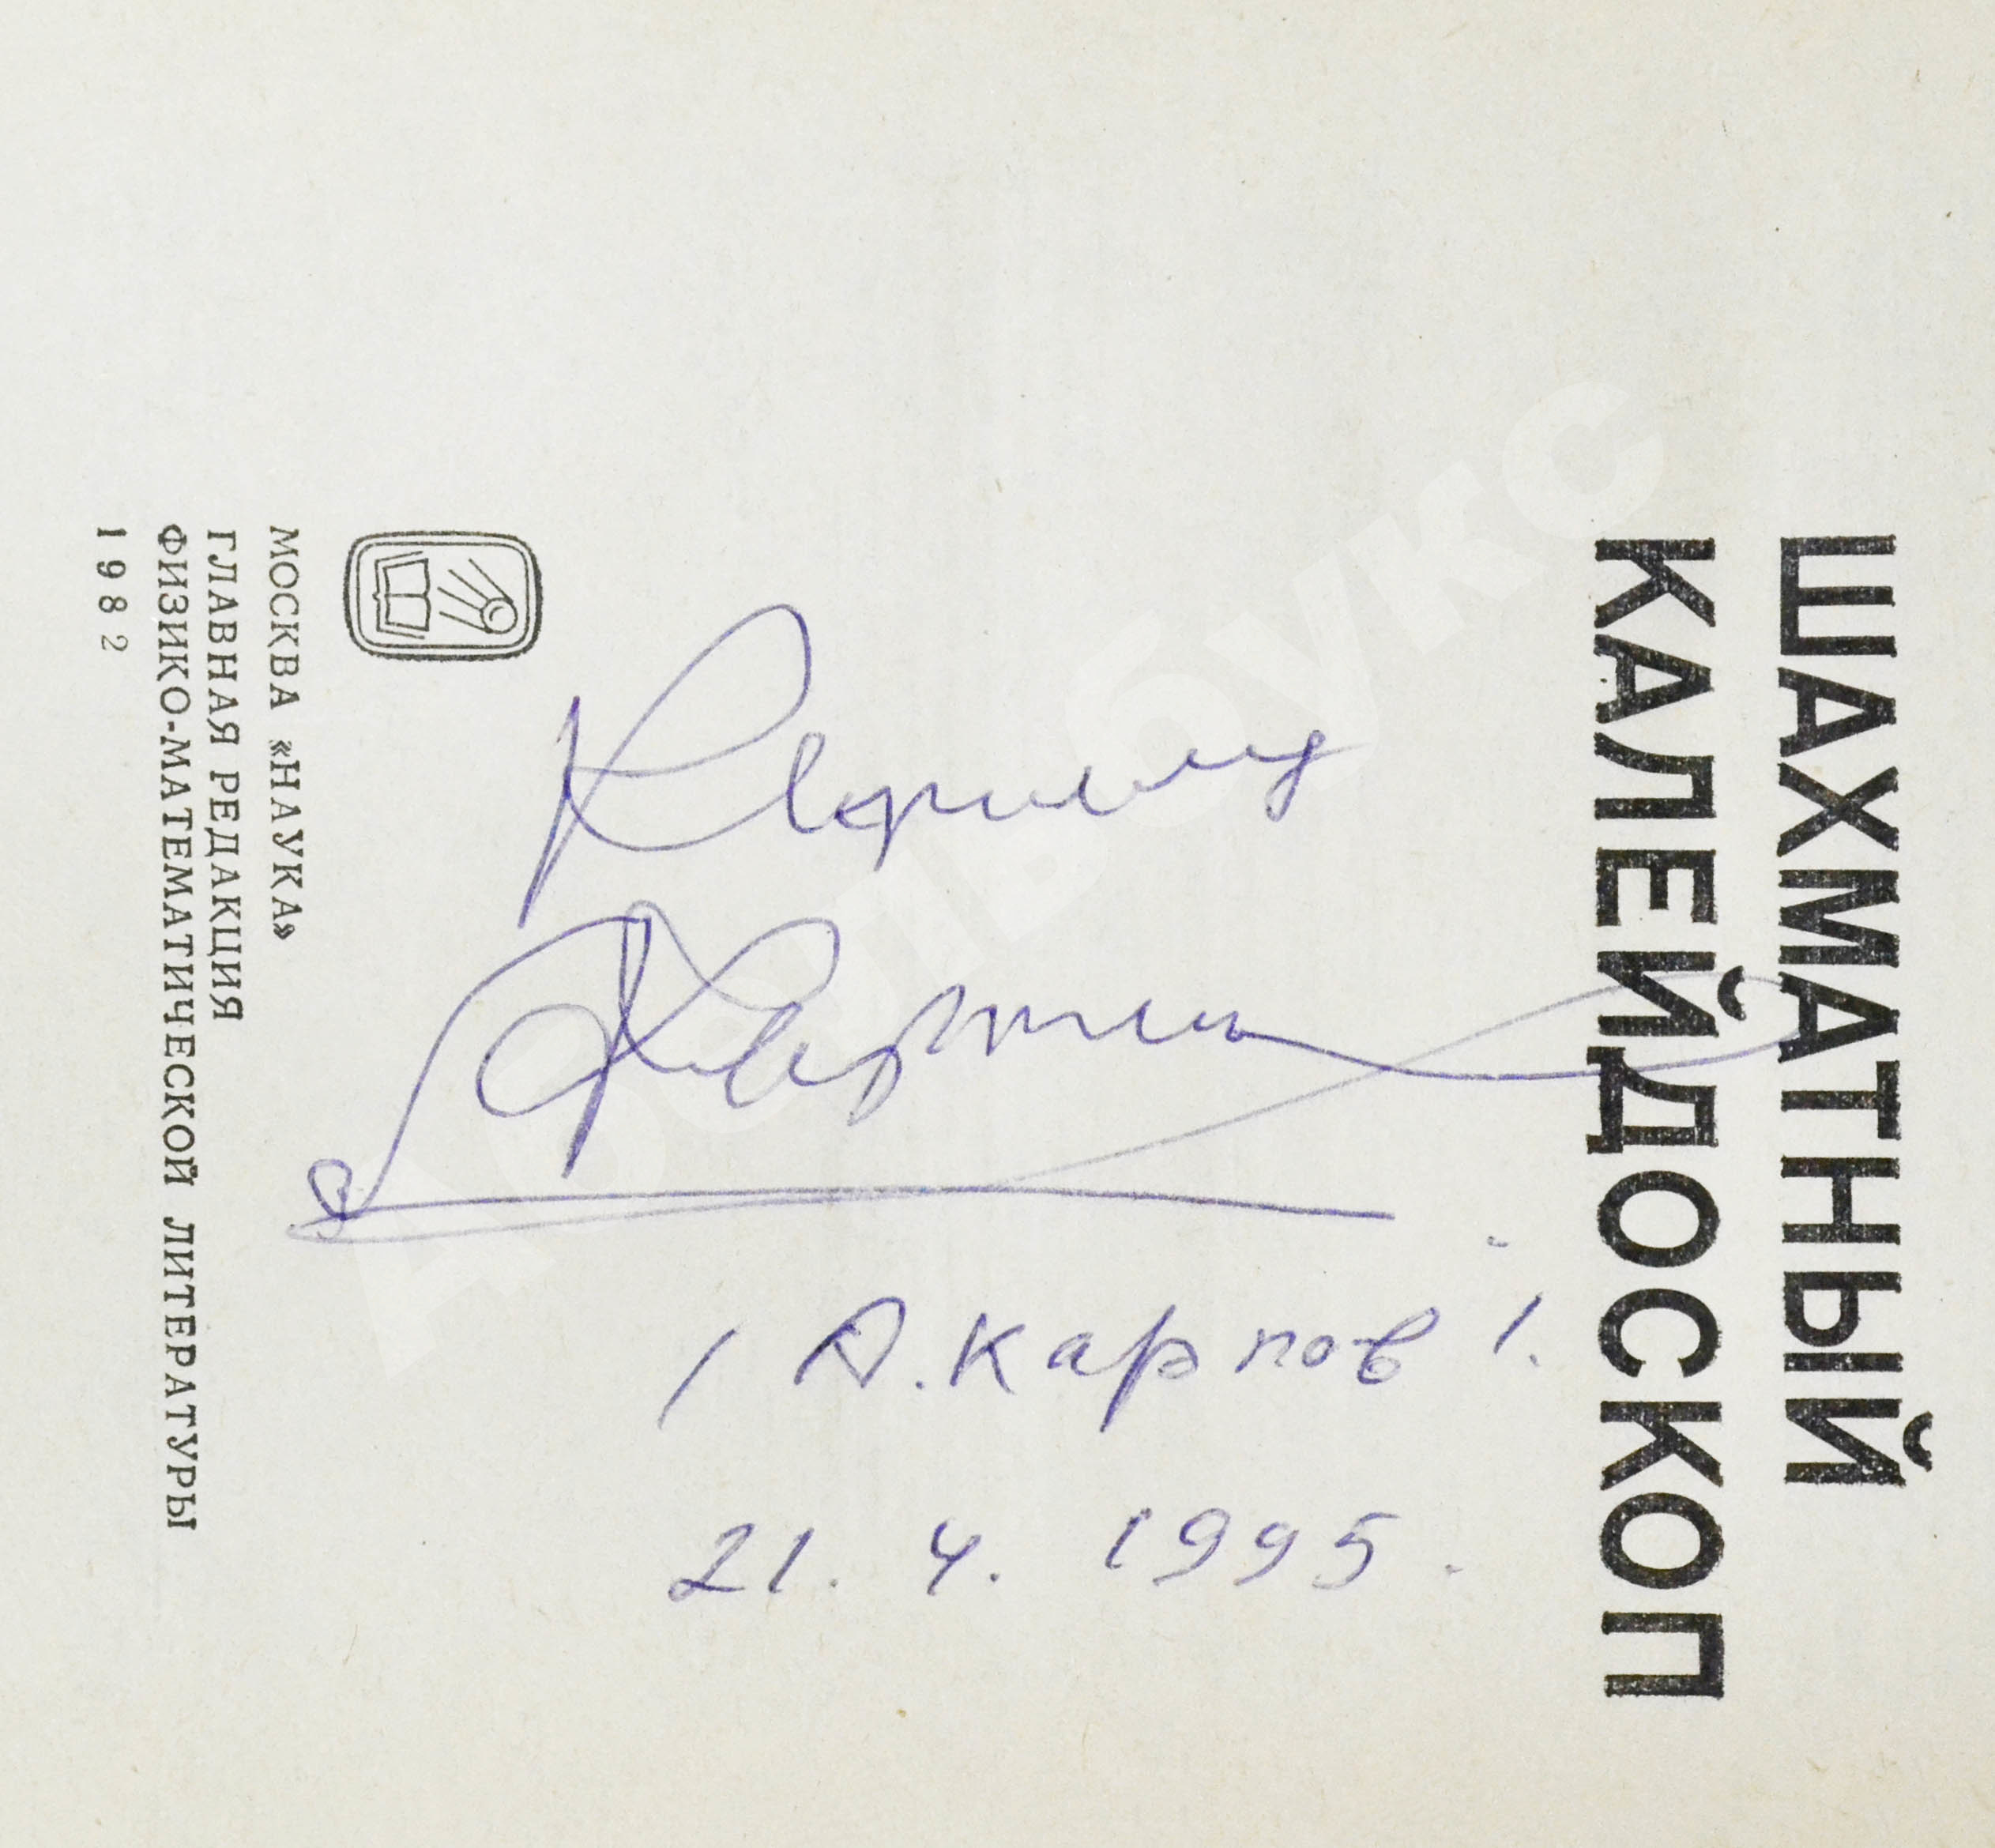 ШАХМАТНЫЙ
КАЛЕЙДОСКОП
/ А. Карпов /.
21. 4. 1995.
МОСКВА «НАУКА»
ГЛАВНАЯ РЕДАКЦИЯ
ФИЗИКО-МАТЕМАТИЧЕСКОЙ ЛИТЕРАТУРЫ
1982